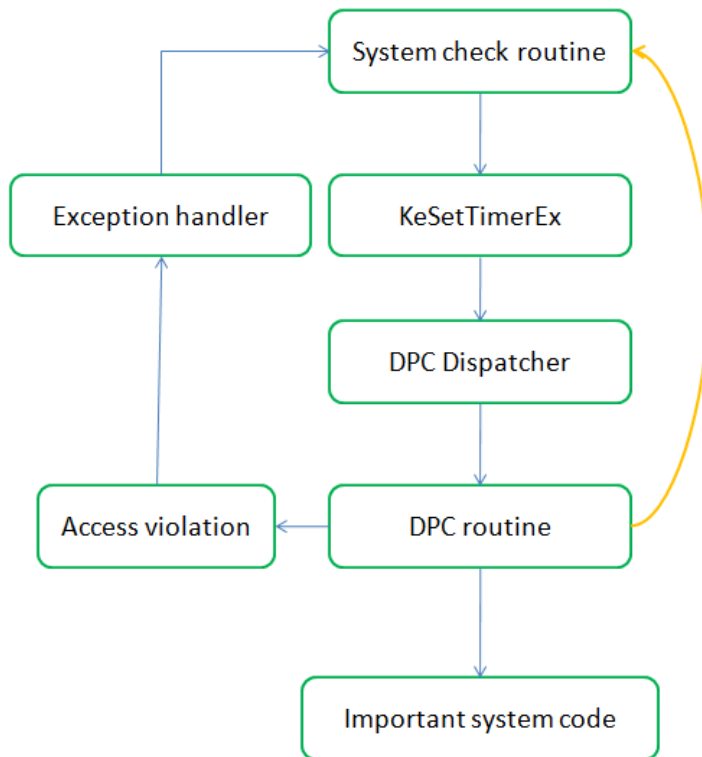 System check routine
Exception handler
KeSetTimerEx
DPC Dispatcher
Access violation
DPC routine
Important system code